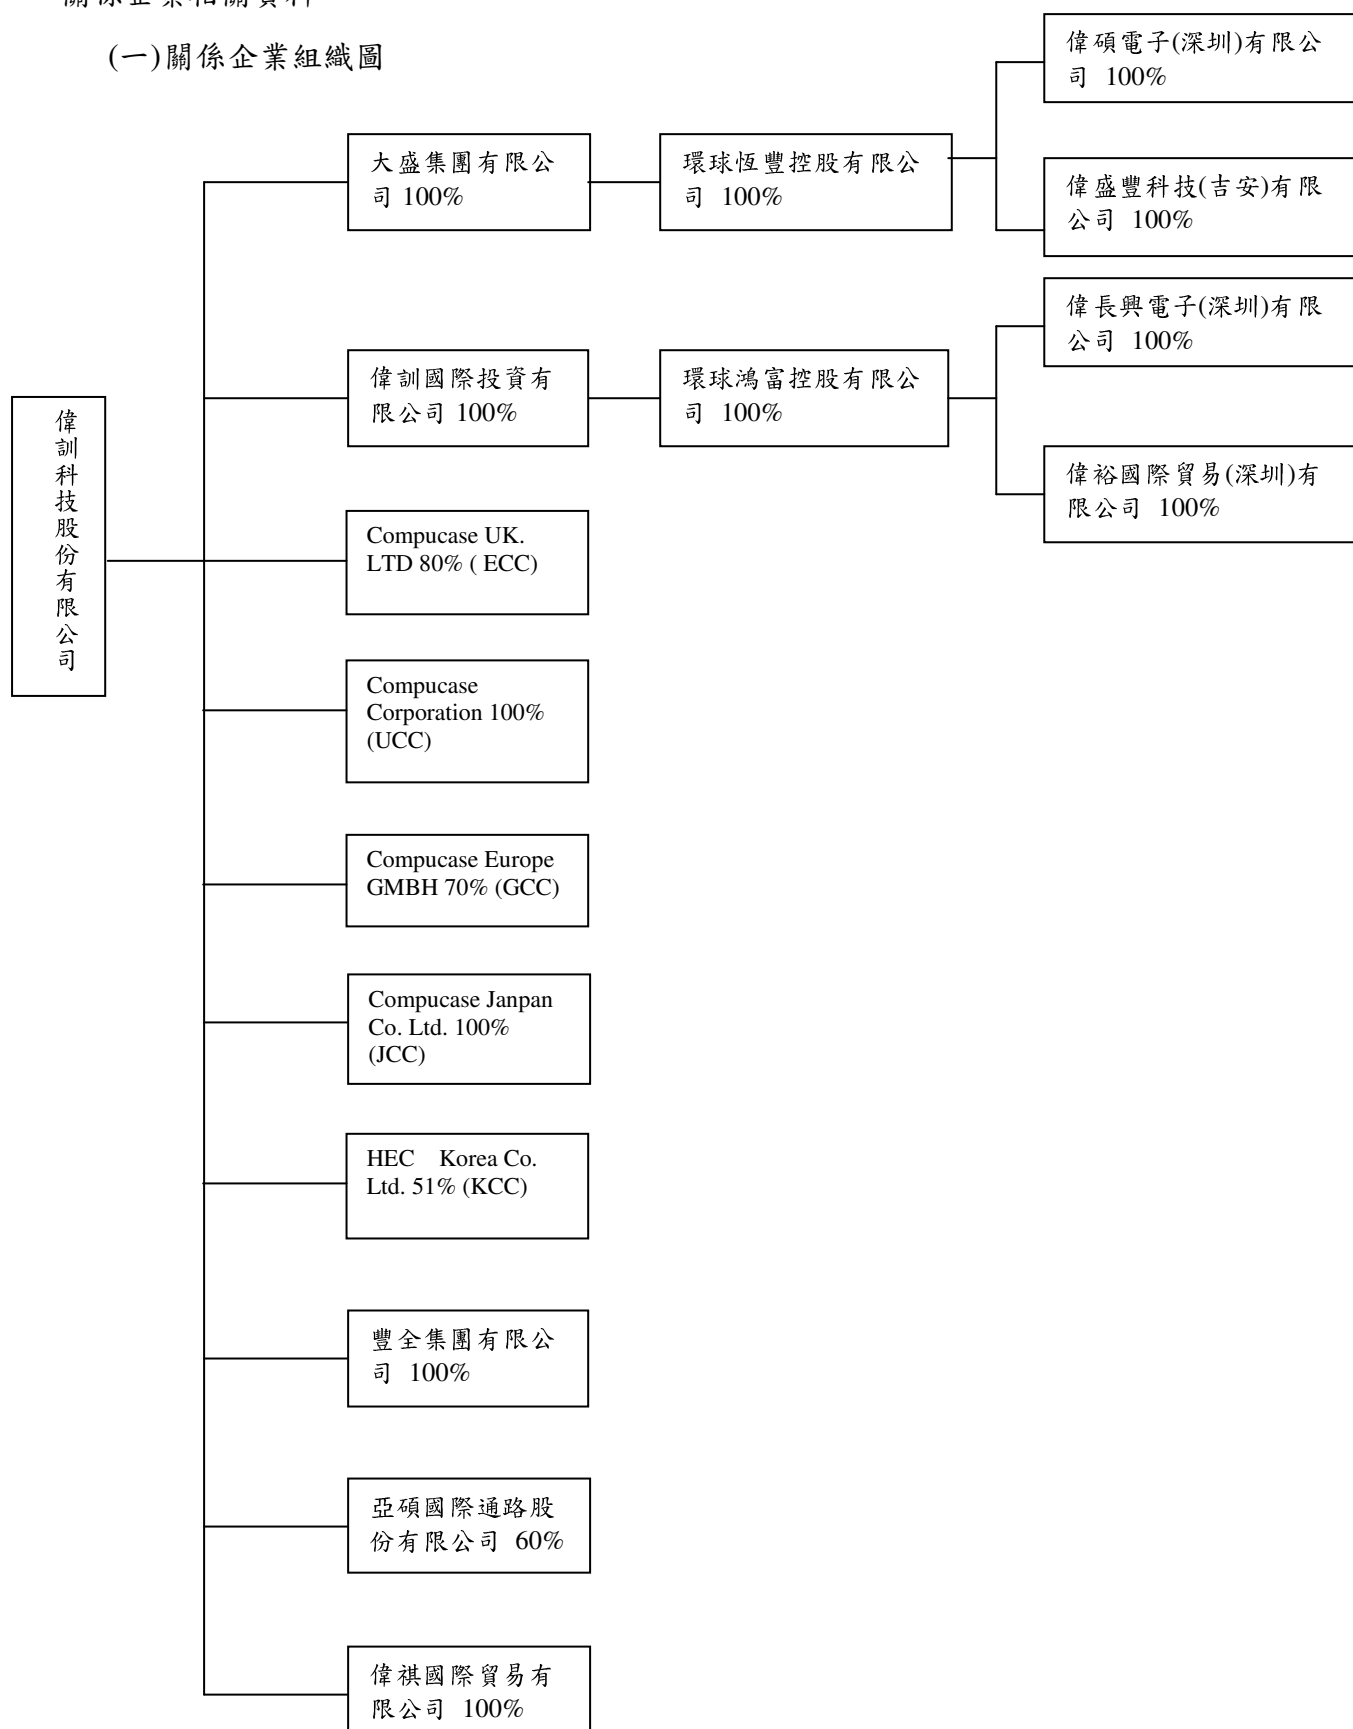 關係企業相關資料
(一)關係企業組織圖
偉碩電子(深圳)有限公
司 100%
大盛集團有限公
司 100%
環球恆豐控股有限公
司 100%
偉盛豐科技(吉安)有限
公司 100%
偉長興電子(深圳)有限
公司 100%
偉訓國際投資有
限公司 100%
環球鴻富控股有限公
司 100%
偉裕國際貿易(深圳)有
限公司 100%
偉訓科技股份有限公司
Compucase UK.
LTD 80% ( ECC)
Compucase
Corporation 100%
(UCC)
Compucase Europe
GMBH 70% (GCC)
Compucase Janpan
Co. Ltd. 100%
(JCC)
HEC Korea Co.
Ltd. 51% (KCC)
豐全集團有限公
司 100%
亞碩國際通路股
份有限公司 60%
偉祺國際貿易有
限公司 100%